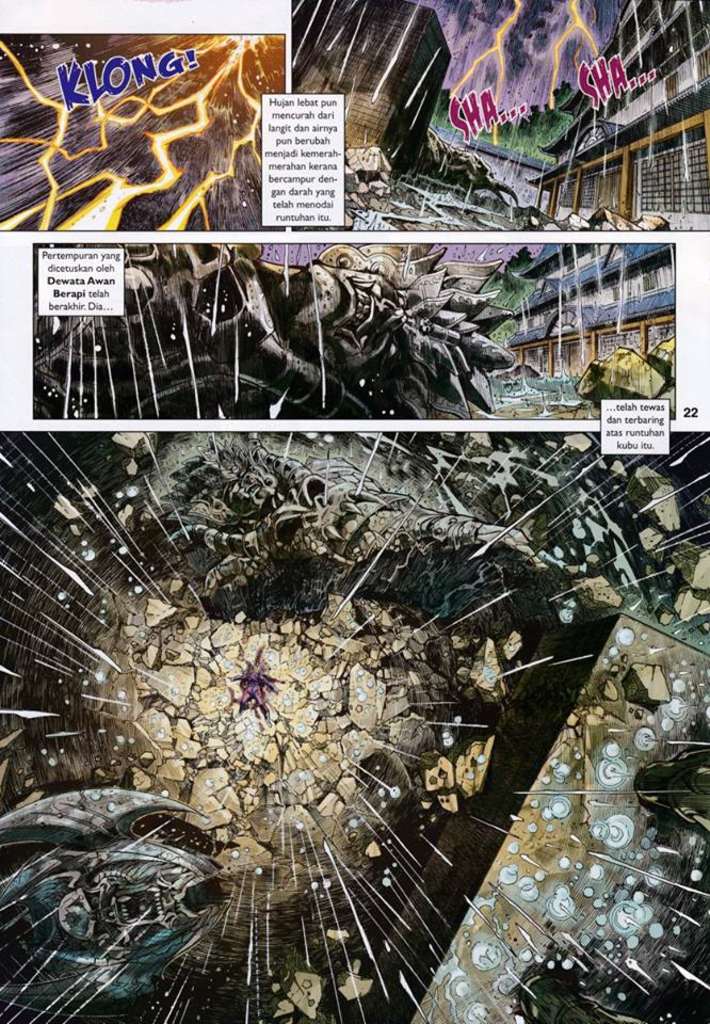 KLONG!
Hujan lebat pun
mencurah dari
langit dan airnya
pun berubah
menjadi kemerah-
merahan kerana
bercampur den-
gan darah yang
telah menodai
runtuhan itu.
SHA...
SHA...
Pertempuran yang
dicetuskan oleh
Dewata Awan
Berapi telah
berakhir. Dia...
...telah tewas
dan terbaring
atas runtuhan
kubu itu.
22